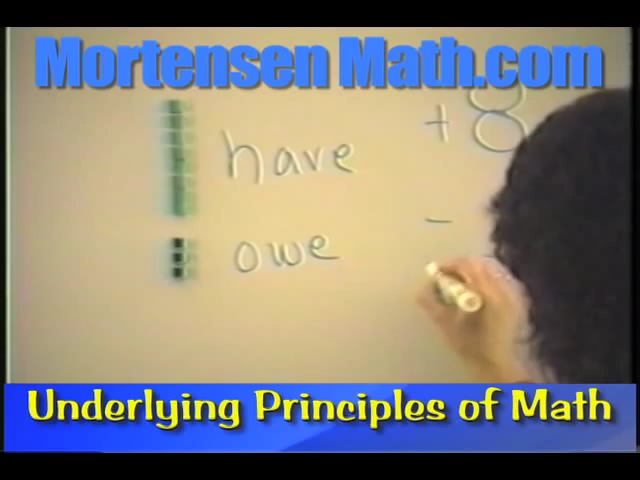 Mortensen Math.com
have + 8
owe -
Underlying Principles of Math